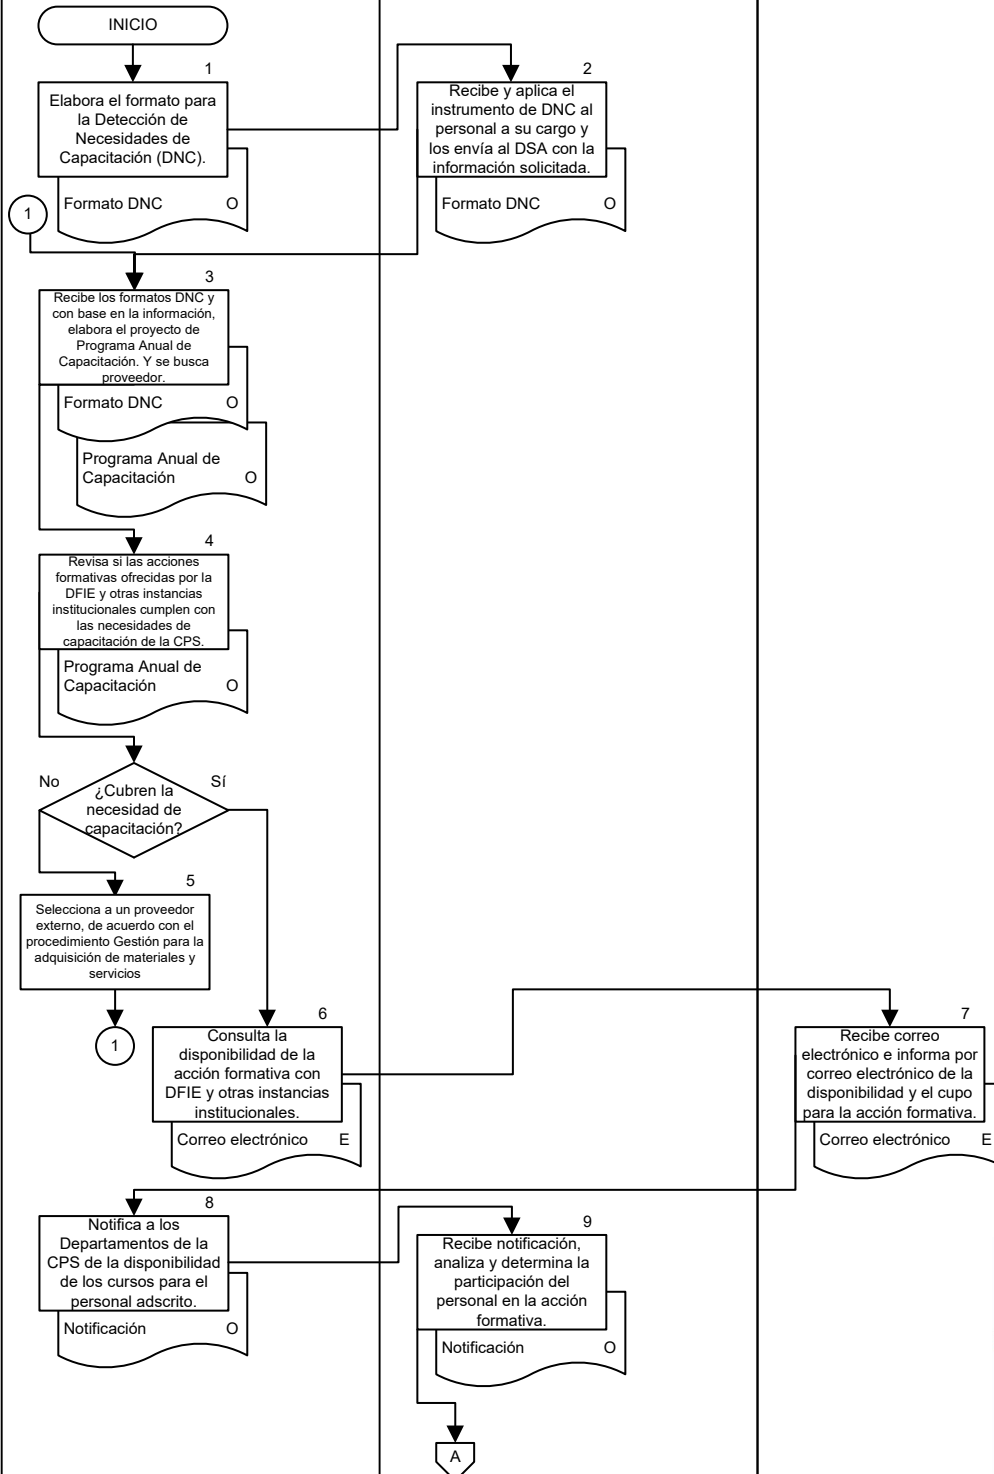 INICIO
1
Elabora el formato para
la Detección de
Necesidades de
Capacitación (DNC).
Formato DNC O
2
Recibe y aplica el
instrumento de DNC al
personal a su cargo y
los envía al DSA con la
información solicitada.
Formato DNC O
1
3
Recibe los formatos DNC y
con base en la información,
elabora el proyecto de
Programa Anual de
Capacitación. Y se busca
proveedor.
Formato DNC O
Programa Anual de
Capacitación O
4
Revisa si las acciones
formativas ofrecidas por la
DFIE y otras instancias
institucionales cumplen con
las necesidades de
capacitación de la CPS.
Programa Anual de
Capacitación O
No
Sí
¿Cubren la
necesidad de
capacitación?
5
Selecciona a un proveedor
externo, de acuerdo con el
procedimiento Gestión para la
adquisición de materiales y
servicios
1
6
Consulta la
disponibilidad de la
acción formativa con
DFIE y otras instancias
institucionales.
Correo electrónico E
7
Recibe correo
electrónico e informa por
correo electrónico de la
disponibilidad y el cupo
para la acción formativa.
Correo electrónico E
8
Notifica a los
Departamentos de la
CPS de la disponibilidad
de los cursos para el
personal adscrito.
Notificación O
9
Recibe notificación,
analiza y determina la
participación del
personal en la acción
formativa.
Notificación O
A